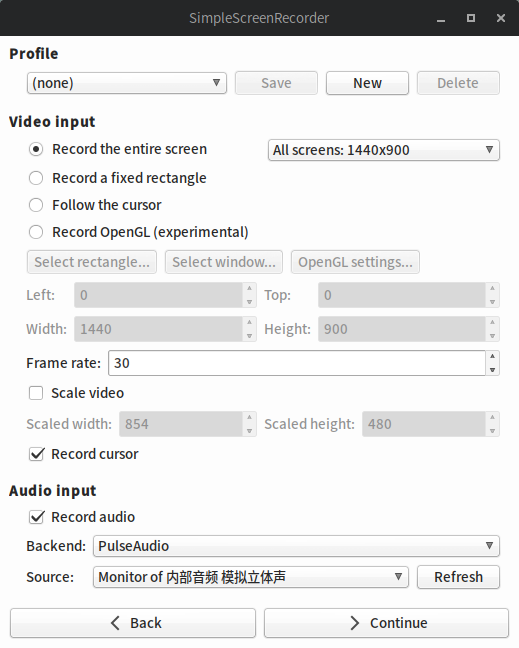 SimpleScreenRecorder
Profile
(none) Save New Delete
Video input
Record the entire screen All screens: 1440x900
Record a fixed rectangle
Follow the cursor
Record OpenGL (experimental)
Select rectangle... Select window... OpenGL settings...
Left: 0 Top: 0
Width: 1440 Height: 900
Frame rate: 30
Scale video
Scaled width: 854 Scaled height: 480
Record cursor
Audio input
Record audio
Backend: PulseAudio
Source: Monitor of 内部音频 模拟立体声 Refresh
Back Continue